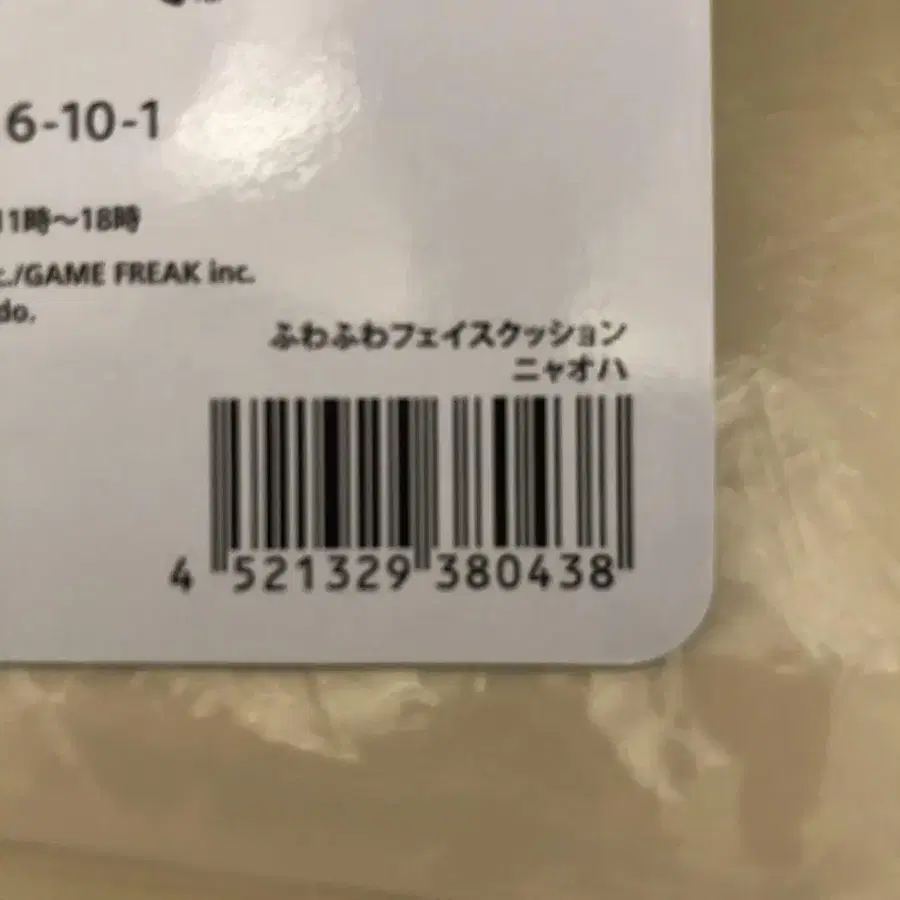 6-10-1
11時～18時
c./GAME FREAK inc.
do.
ふわふわフェイスクッション
ニャオハ
4 521329 380438